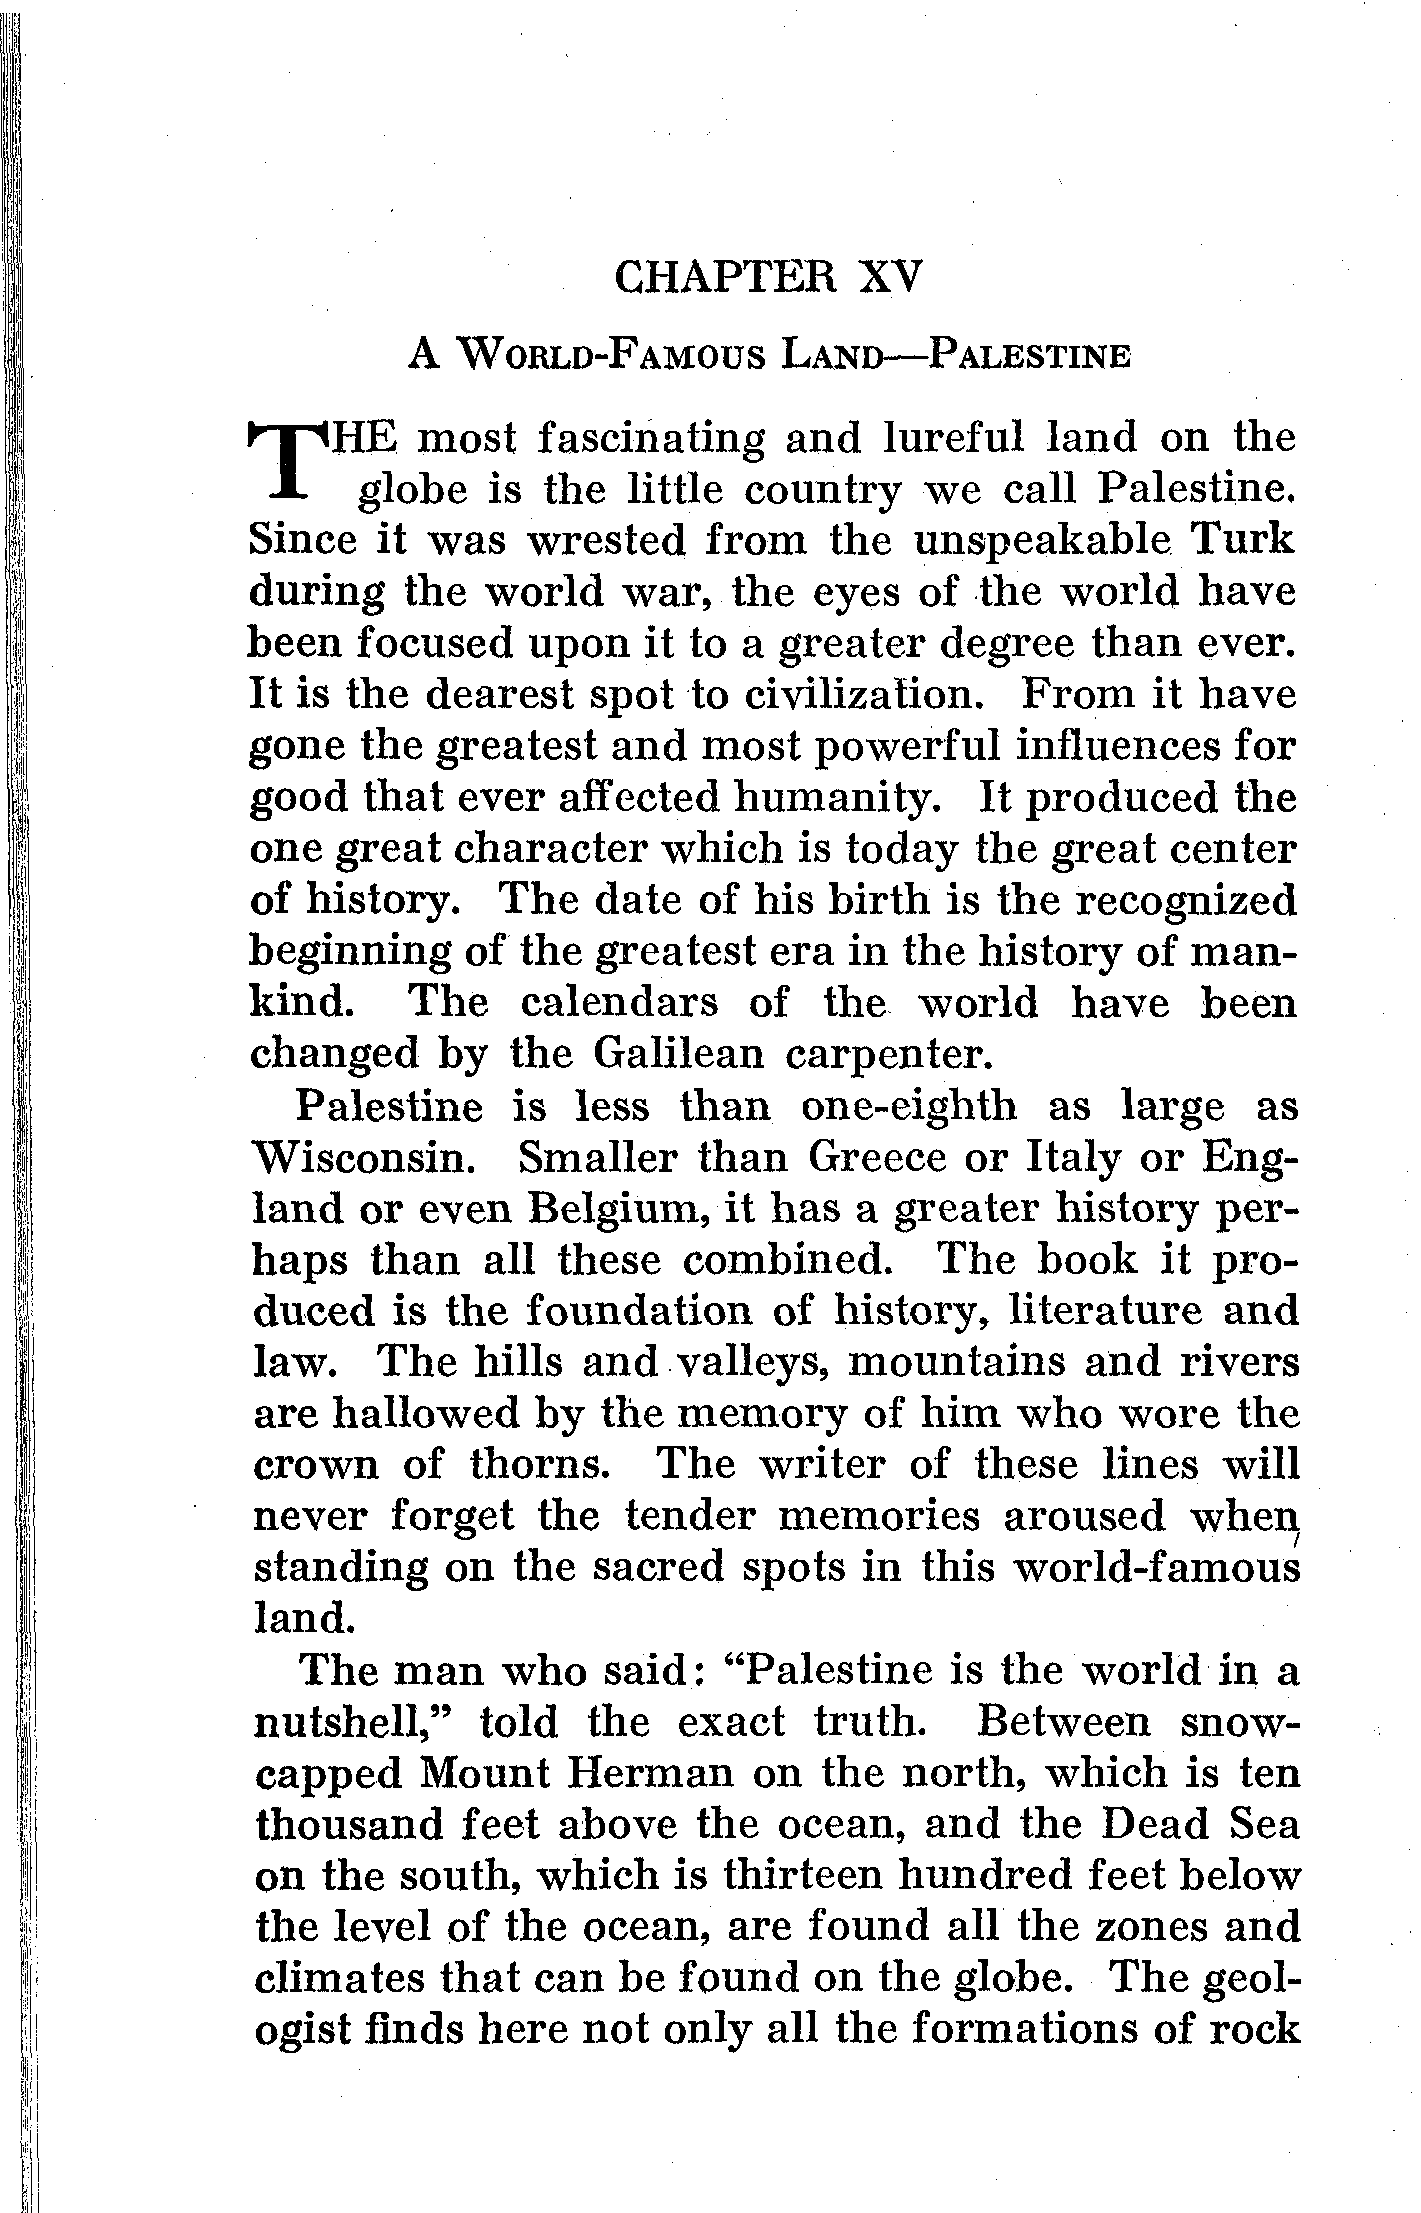 CHAPTER XV
A WORLD-FAMOUS LAND—PALESTINE
THE most fascinating and lureful land on the
globe is the little country we call Palestine.
Since it was wrested from the unspeakable Turk
during the world war, the eyes of the world have
been focused upon it to a greater degree than ever.
It is the dearest spot to civilization. From it have
gone the greatest and most powerful influences for
good that ever affected humanity. It produced the
one great character which is today the great center
of history. The date of his birth is the recognized
beginning of the greatest era in the history of man-
kind. The calendars of the world have been
changed by the Galilean carpenter.
Palestine is less than one-eighth as large as
Wisconsin. Smaller than Greece or Italy or Eng-
land or even Belgium, it has a greater history per-
haps than all these combined. The book it pro-
duced is the foundation of history, literature and
law. The hills and valleys, mountains and rivers
are hallowed by the memory of him who wore the
crown of thorns. The writer of these lines will
never forget the tender memories aroused when
standing on the sacred spots in this world-famous
land.
The man who said: “Palestine is the world in a
nutshell,” told the exact truth. Between snow-
capped Mount Herman on the north, which is ten
thousand feet above the ocean, and the Dead Sea
on the south, which is thirteen hundred feet below
the level of the ocean, are found all the zones and
climates that can be found on the globe. The geol-
ogist finds here not only all the formations of rock